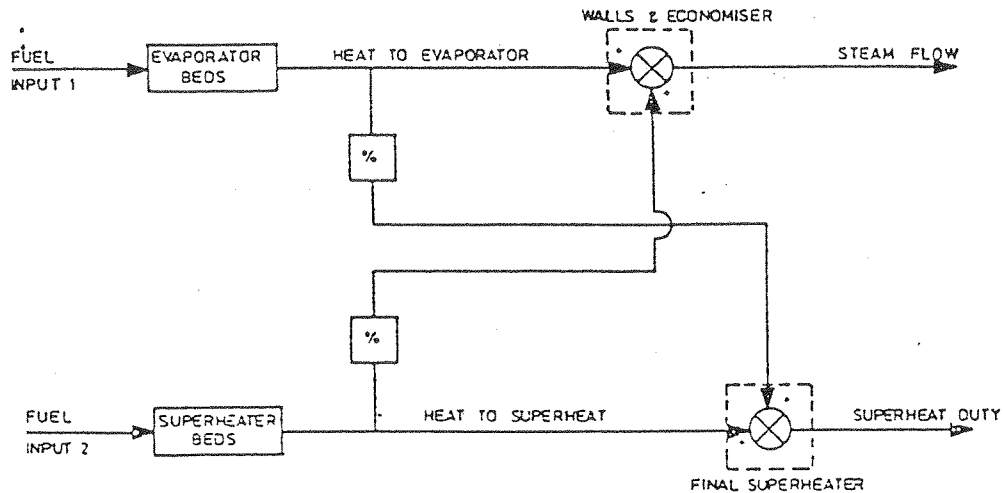 WALLS & ECONOMISER
FUEL
INPUT 1
EVAPORATOR
BEDS
HEAT TO EVAPORATOR
STEAM FLOW
%
%
FUEL
INPUT 2
SUPERHEATER
BEDS
HEAT TO SUPERHEAT
SUPERHEAT DUTY
FINAL SUPERHEATER